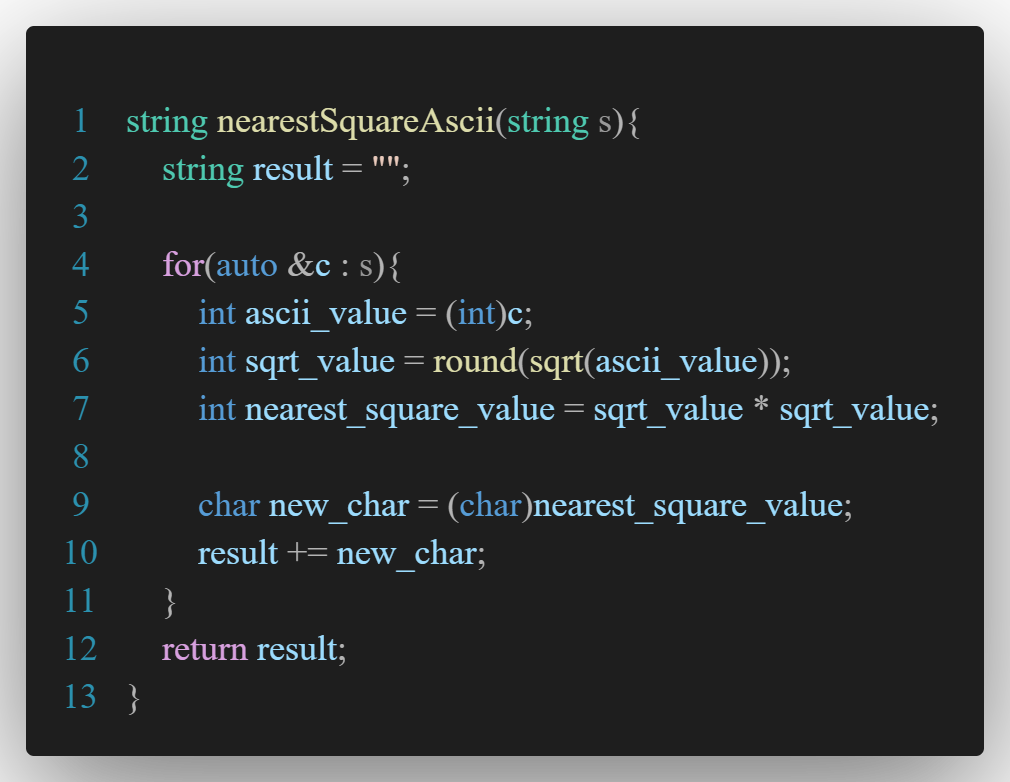 1 string nearestSquareAscii(string s){
2     string result = "";
3
4     for(auto &c : s){
5         int ascii_value = (int)c;
6         int sqrt_value = round(sqrt(ascii_value));
7         int nearest_square_value = sqrt_value * sqrt_value;
8
9         char new_char = (char)nearest_square_value;
10         result += new_char;
11     }
12     return result;
13 }